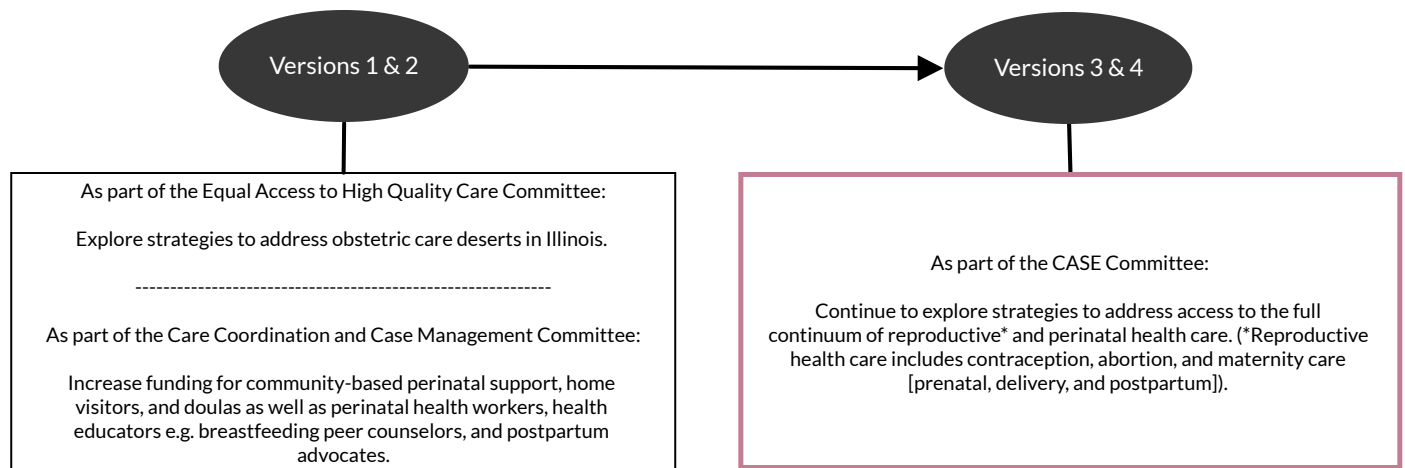 Versions 1 & 2
Versions 3 & 4
As part of the Equal Access to High Quality Care Committee:
Explore strategies to address obstetric care deserts in Illinois.
-----------------------------------------------------------
As part of the Care Coordination and Case Management Committee:
Increase funding for community-based perinatal support, home
visitors, and doulas as well as perinatal health workers, health
educators e.g. breastfeeding peer counselors, and postpartum
advocates.
As part of the CASE Committee:
Continue to explore strategies to address access to the full
continuum of reproductive* and perinatal health care. (*Reproductive
health care includes contraception, abortion, and maternity care
[prenatal, delivery, and postpartum]).